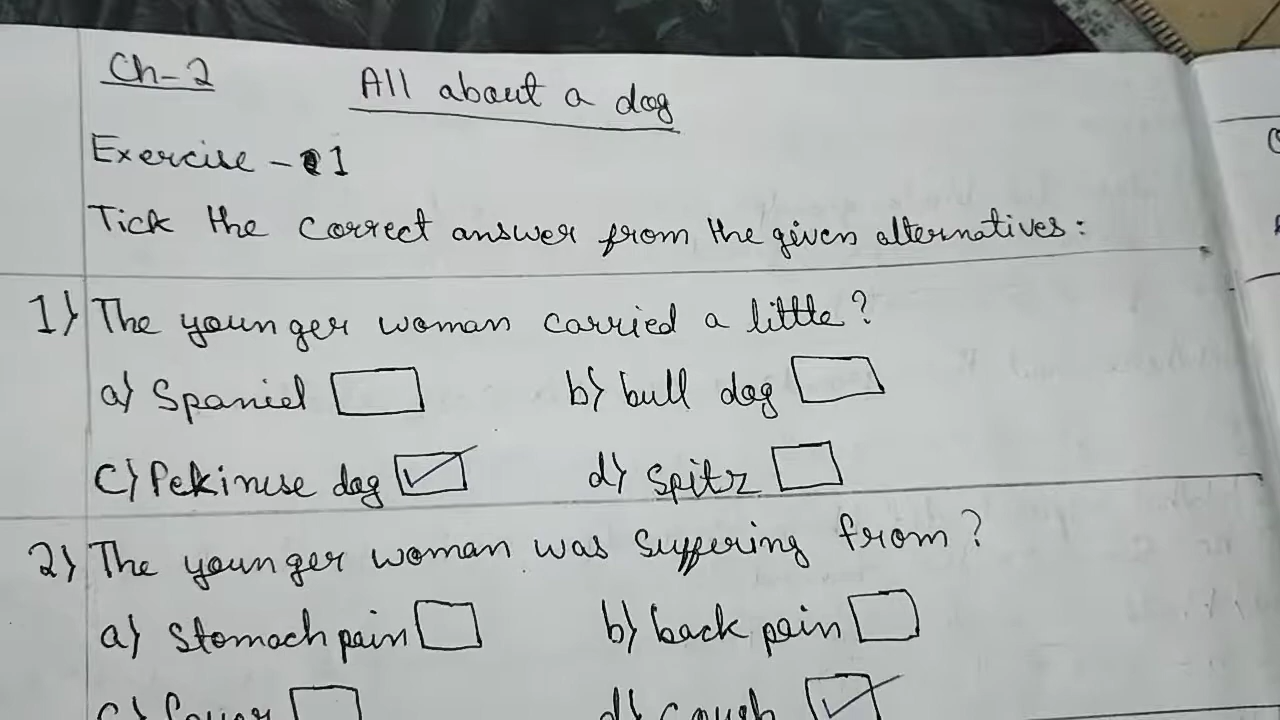 Ch-2 All about a dog
Exercise - 1
Tick the correct answer from the given alternatives:
1) The younger woman carried a little?
a) Spaniel b) bull dog
c) Pekinese dog ✓ d) Spitz
2) The younger woman was suffering from?
a) Stomach pain b) back pain
c) fever d) cough ✓